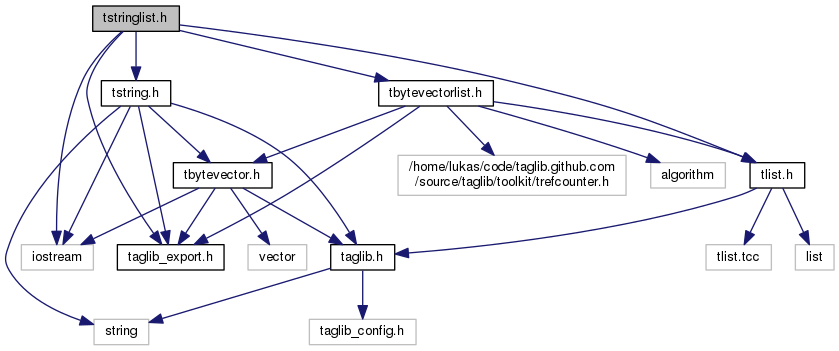 tstringlist.h
tstring.h
tbytevectorlist.h
tbytevector.h
/home/lukas/code/taglib.github.com
/source/taglib/toolkit/trefcounter.h
algorithm
tlist.h
iostream
taglib_export.h
vector
taglib.h
tlist.tcc
list
string
taglib_config.h